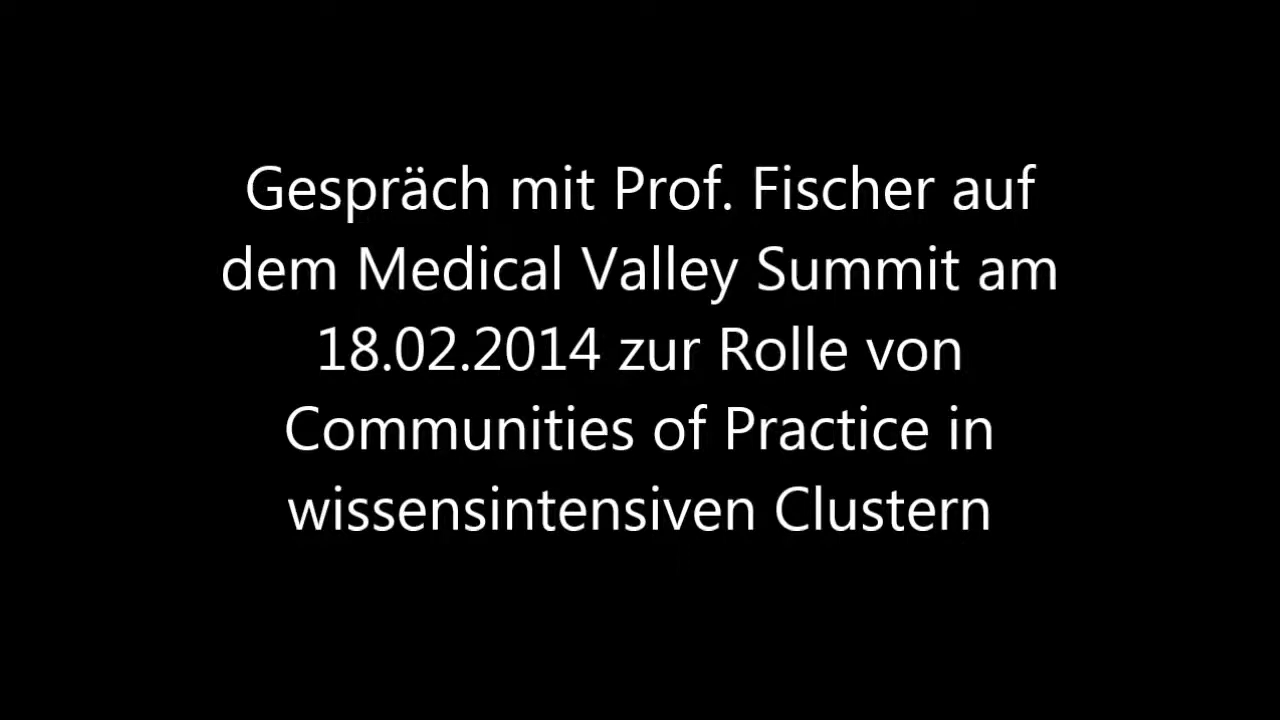 Gespräch mit Prof. Fischer auf
dem Medical Valley Summit am
18.02.2014 zur Rolle von
Communities of Practice in
wissensintensiven Clustern